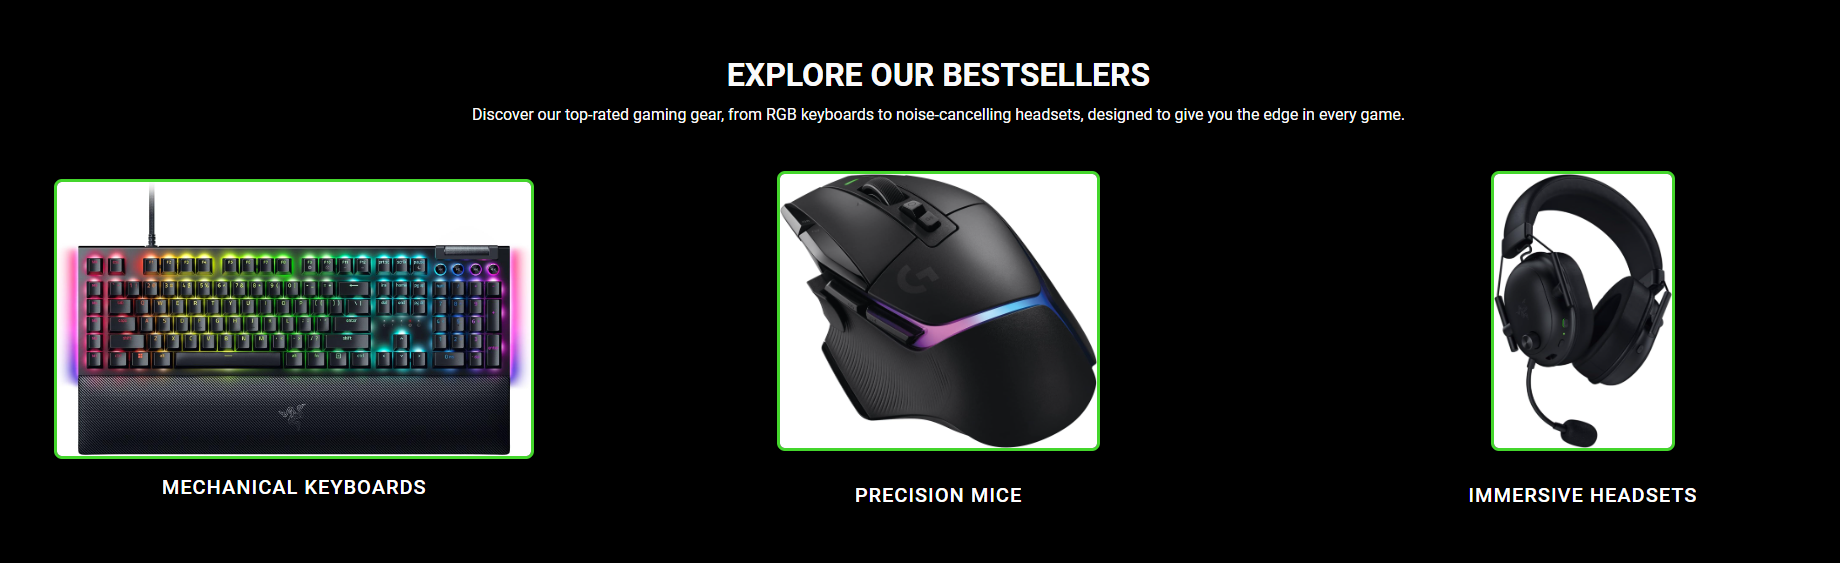 EXPLORE OUR BESTSELLERS
Discover our top-rated gaming gear, from RGB keyboards to noise-cancelling headsets, designed to give you the edge in every game.
MECHANICAL KEYBOARDS
PRECISION MICE
IMMERSIVE HEADSETS